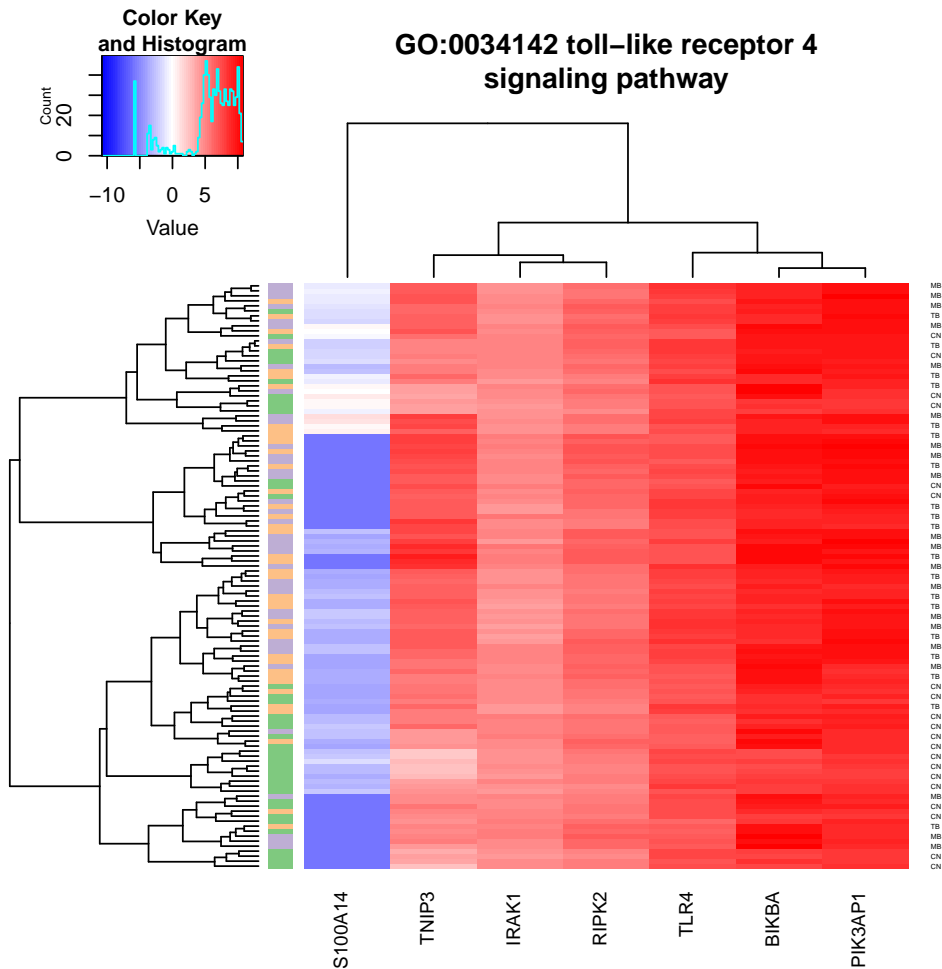 Color Key
and Histogram
Count
0
20
−10
0
5
Value
GO:0034142 toll−like receptor 4
signaling pathway
MB
MB
MB
TB
MB
CN
TB
CN
MB
TB
TB
CN
CN
MB
TB
TB
MB
MB
TB
MB
CN
CN
TB
TB
TB
MB
MB
TB
MB
TB
MB
TB
TB
MB
MB
TB
MB
TB
MB
TB
CN
CN
TB
CN
CN
CN
CN
CN
CN
CN
CN
MB
CN
CN
TB
MB
MB
CN
CN
S100A14
TNIP3
IRAK1
RIPK2
TLR4
BIKBA
PIK3AP1